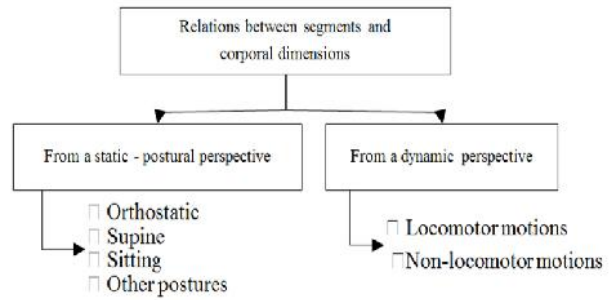 Relations between segments and
corporal dimensions
From a static - postural perspective
From a dynamic perspective
Orthostatic
Supine
Sitting
Other postures
Locomotor motions
Non-locomotor motions